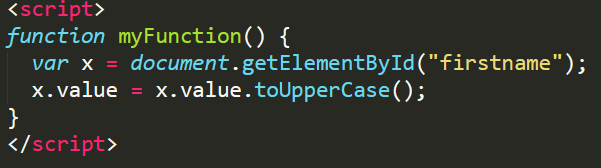 <script>
function myFunction() {
  var x = document.getElementById("firstname");
  x.value = x.value.toUpperCase();
}
</script>